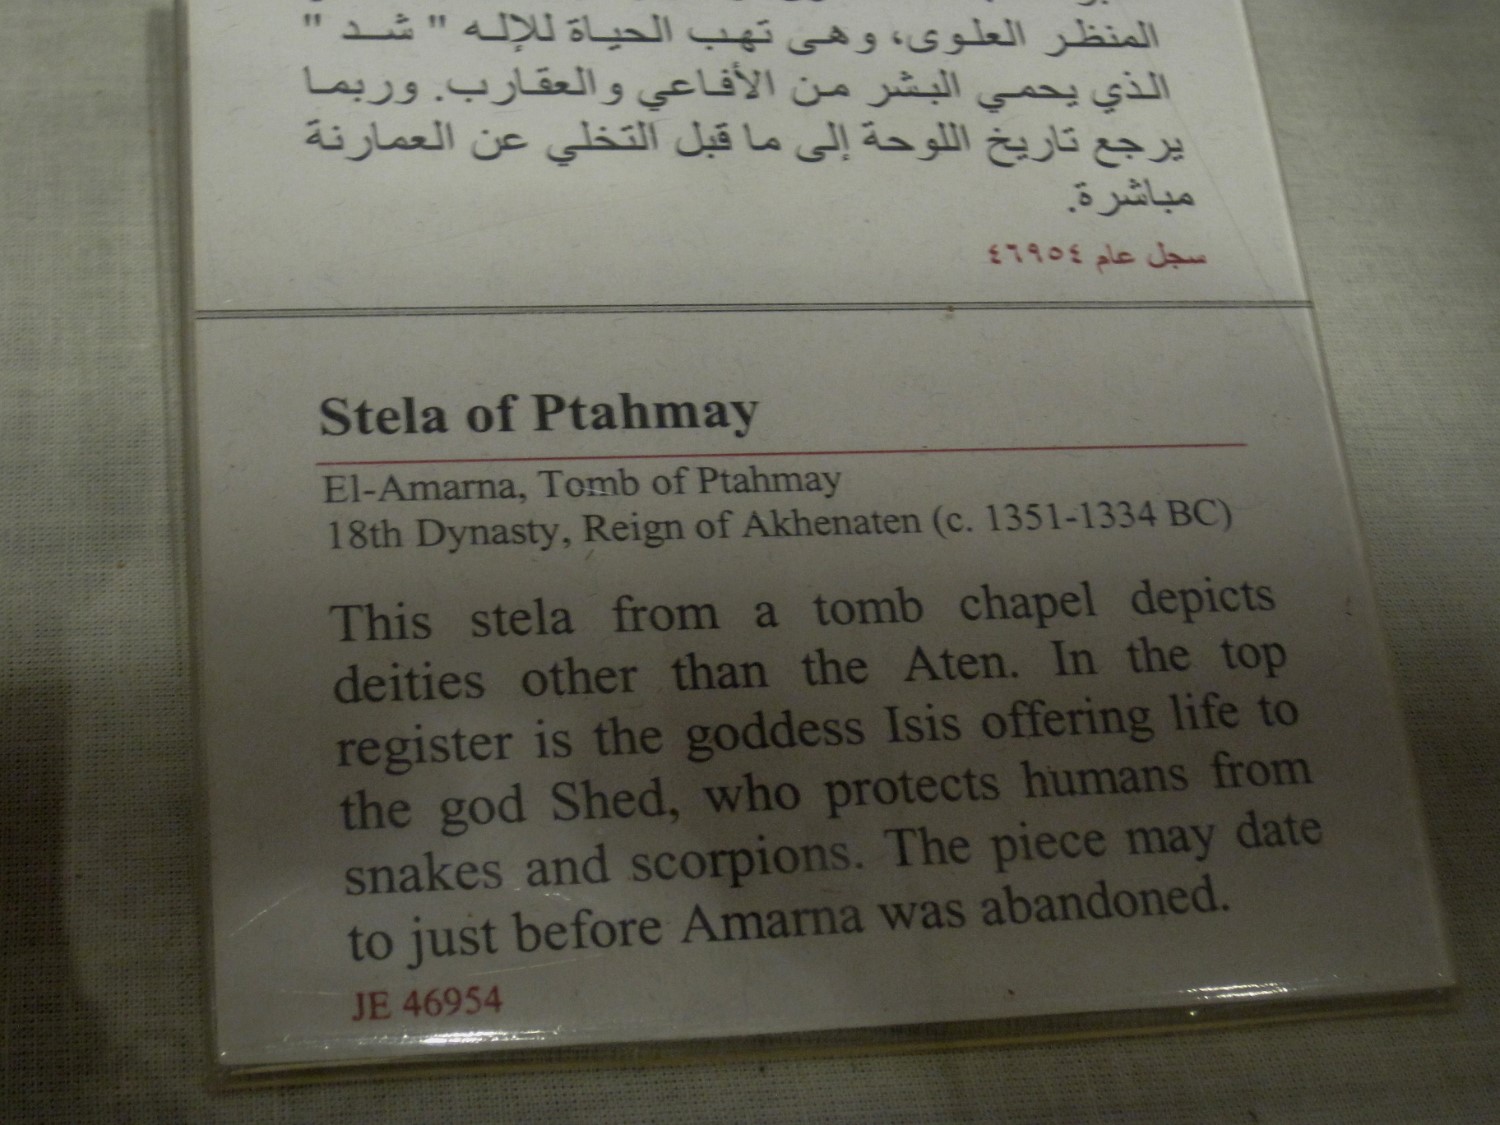 المنظر العلوى، وهى تهب الحياة للإله " شد "
الذي يحمي البشر من الأفاعي والعقارب. وربما
يرجع تاريخ اللوحة إلى ما قبل التخلي عن العمارنة
مباشرة.
سجل عام ٤٦٩٥٤
Stela of Ptahmay
El-Amarna, Tomb of Ptahmay
18th Dynasty, Reign of Akhenaten (c. 1351-1334 BC)
This stela from a tomb chapel depicts
deities other than the Aten. In the top
register is the goddess Isis offering life to
the god Shed, who protects humans from
snakes and scorpions. The piece may date
to just before Amarna was abandoned.
JE 46954